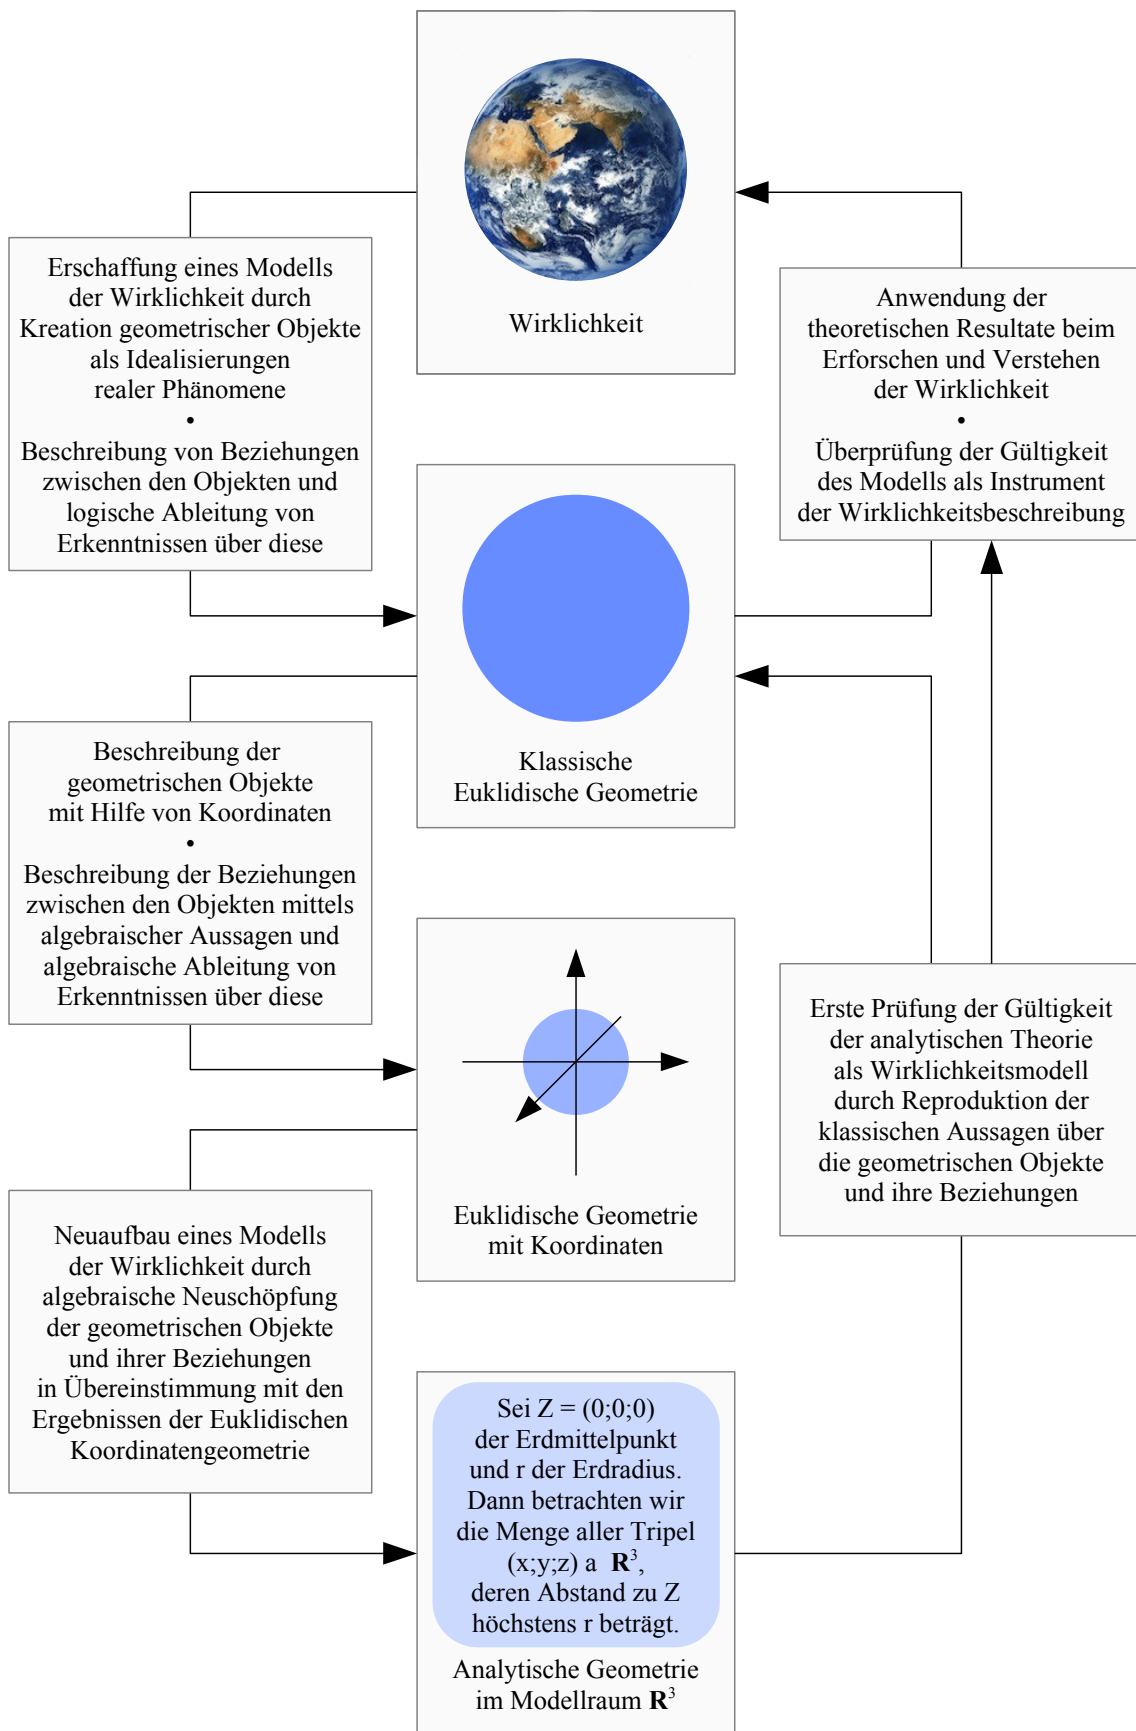 Wirklichkeit
Erschaffung eines Modells
der Wirklichkeit durch
Kreation geometrischer Objekte
als Idealisierungen
realer Phänomene
•
Beschreibung von Beziehungen
zwischen den Objekten und
logische Ableitung von
Erkenntnissen über diese
Anwendung der
theoretischen Resultate beim
Erforschen und Verstehen
der Wirklichkeit
•
Überprüfung der Gültigkeit
des Modells als Instrument
der Wirklichkeitsbeschreibung
Klassische
Euklidische Geometrie
Beschreibung der
geometrischen Objekte
mit Hilfe von Koordinaten
•
Beschreibung der Beziehungen
zwischen den Objekten mittels
algebraischer Aussagen und
algebraische Ableitung von
Erkenntnissen über diese
Euklidische Geometrie
mit Koordinaten
Erste Prüfung der Gültigkeit
der analytischen Theorie
als Wirklichkeitsmodell
durch Reproduktion der
klassischen Aussagen über
die geometrischen Objekte
und ihre Beziehungen
Neuaufbau eines Modells
der Wirklichkeit durch
algebraische Neuschöpfung
der geometrischen Objekte
und ihrer Beziehungen
in Übereinstimmung mit den
Ergebnissen der Euklidischen
Koordinatengeometrie
Sei Z = (0;0;0)
der Erdmittelpunkt
und r der Erdradius.
Dann betrachten wir
die Menge aller Tripel
(x;y;z) a R³,
deren Abstand zu Z
höchstens r beträgt.
Analytische Geometrie
im Modellraum R³